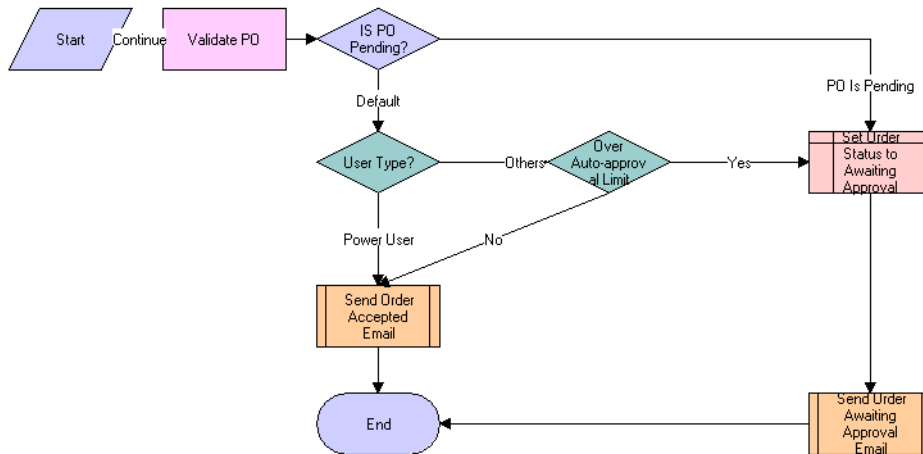 Start
Continue
Validate PO
IS PO
Pending?
PO Is Pending
Default
User Type?
Others
Over
Auto-approv
al Limit
Yes
Set Order
Status to
Awaiting
Approval
Power User
No
Send Order
Accepted
Email
End
Send Order
Awaiting
Approval
Email